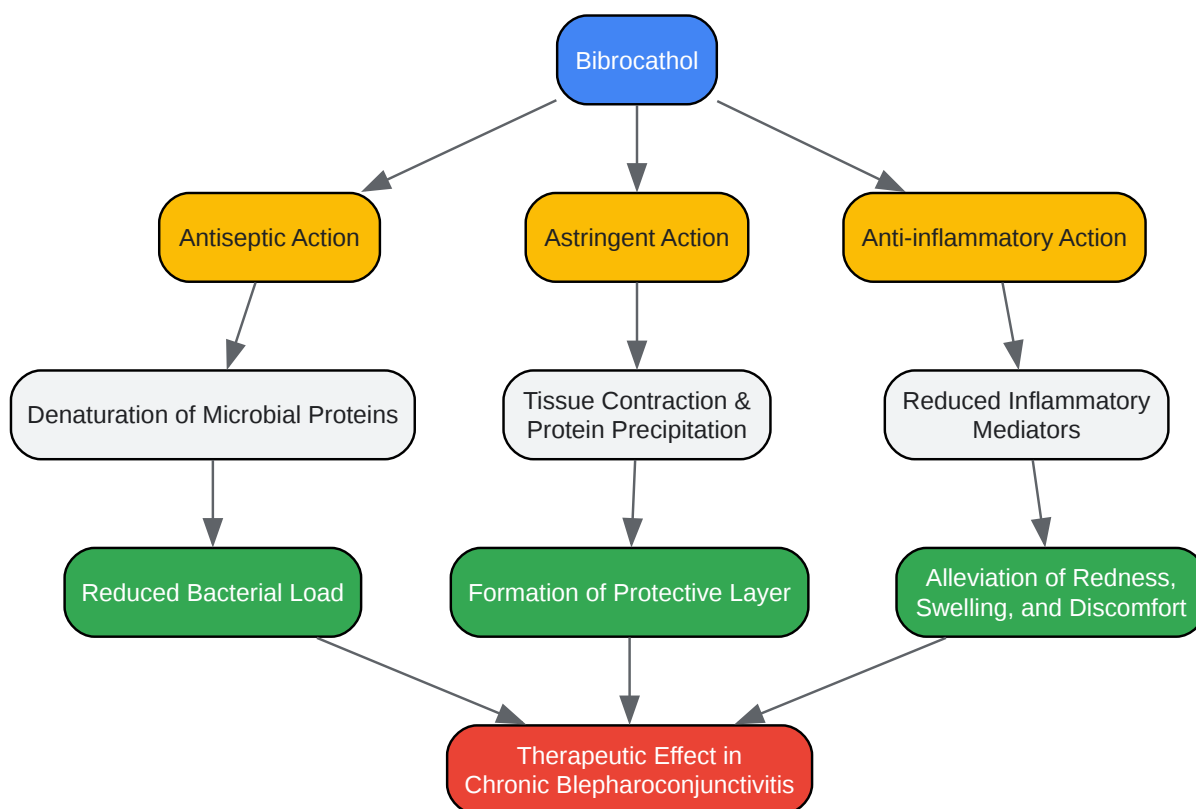 Bibrocathol
Antiseptic Action
Astringent Action
Anti-inflammatory Action
Denaturation of Microbial Proteins
Tissue Contraction &
Protein Precipitation
Reduced Inflammatory
Mediators
Reduced Bacterial Load
Formation of Protective Layer
Alleviation of Redness,
Swelling, and Discomfort
Therapeutic Effect in
Chronic Blepharoconjunctivitis